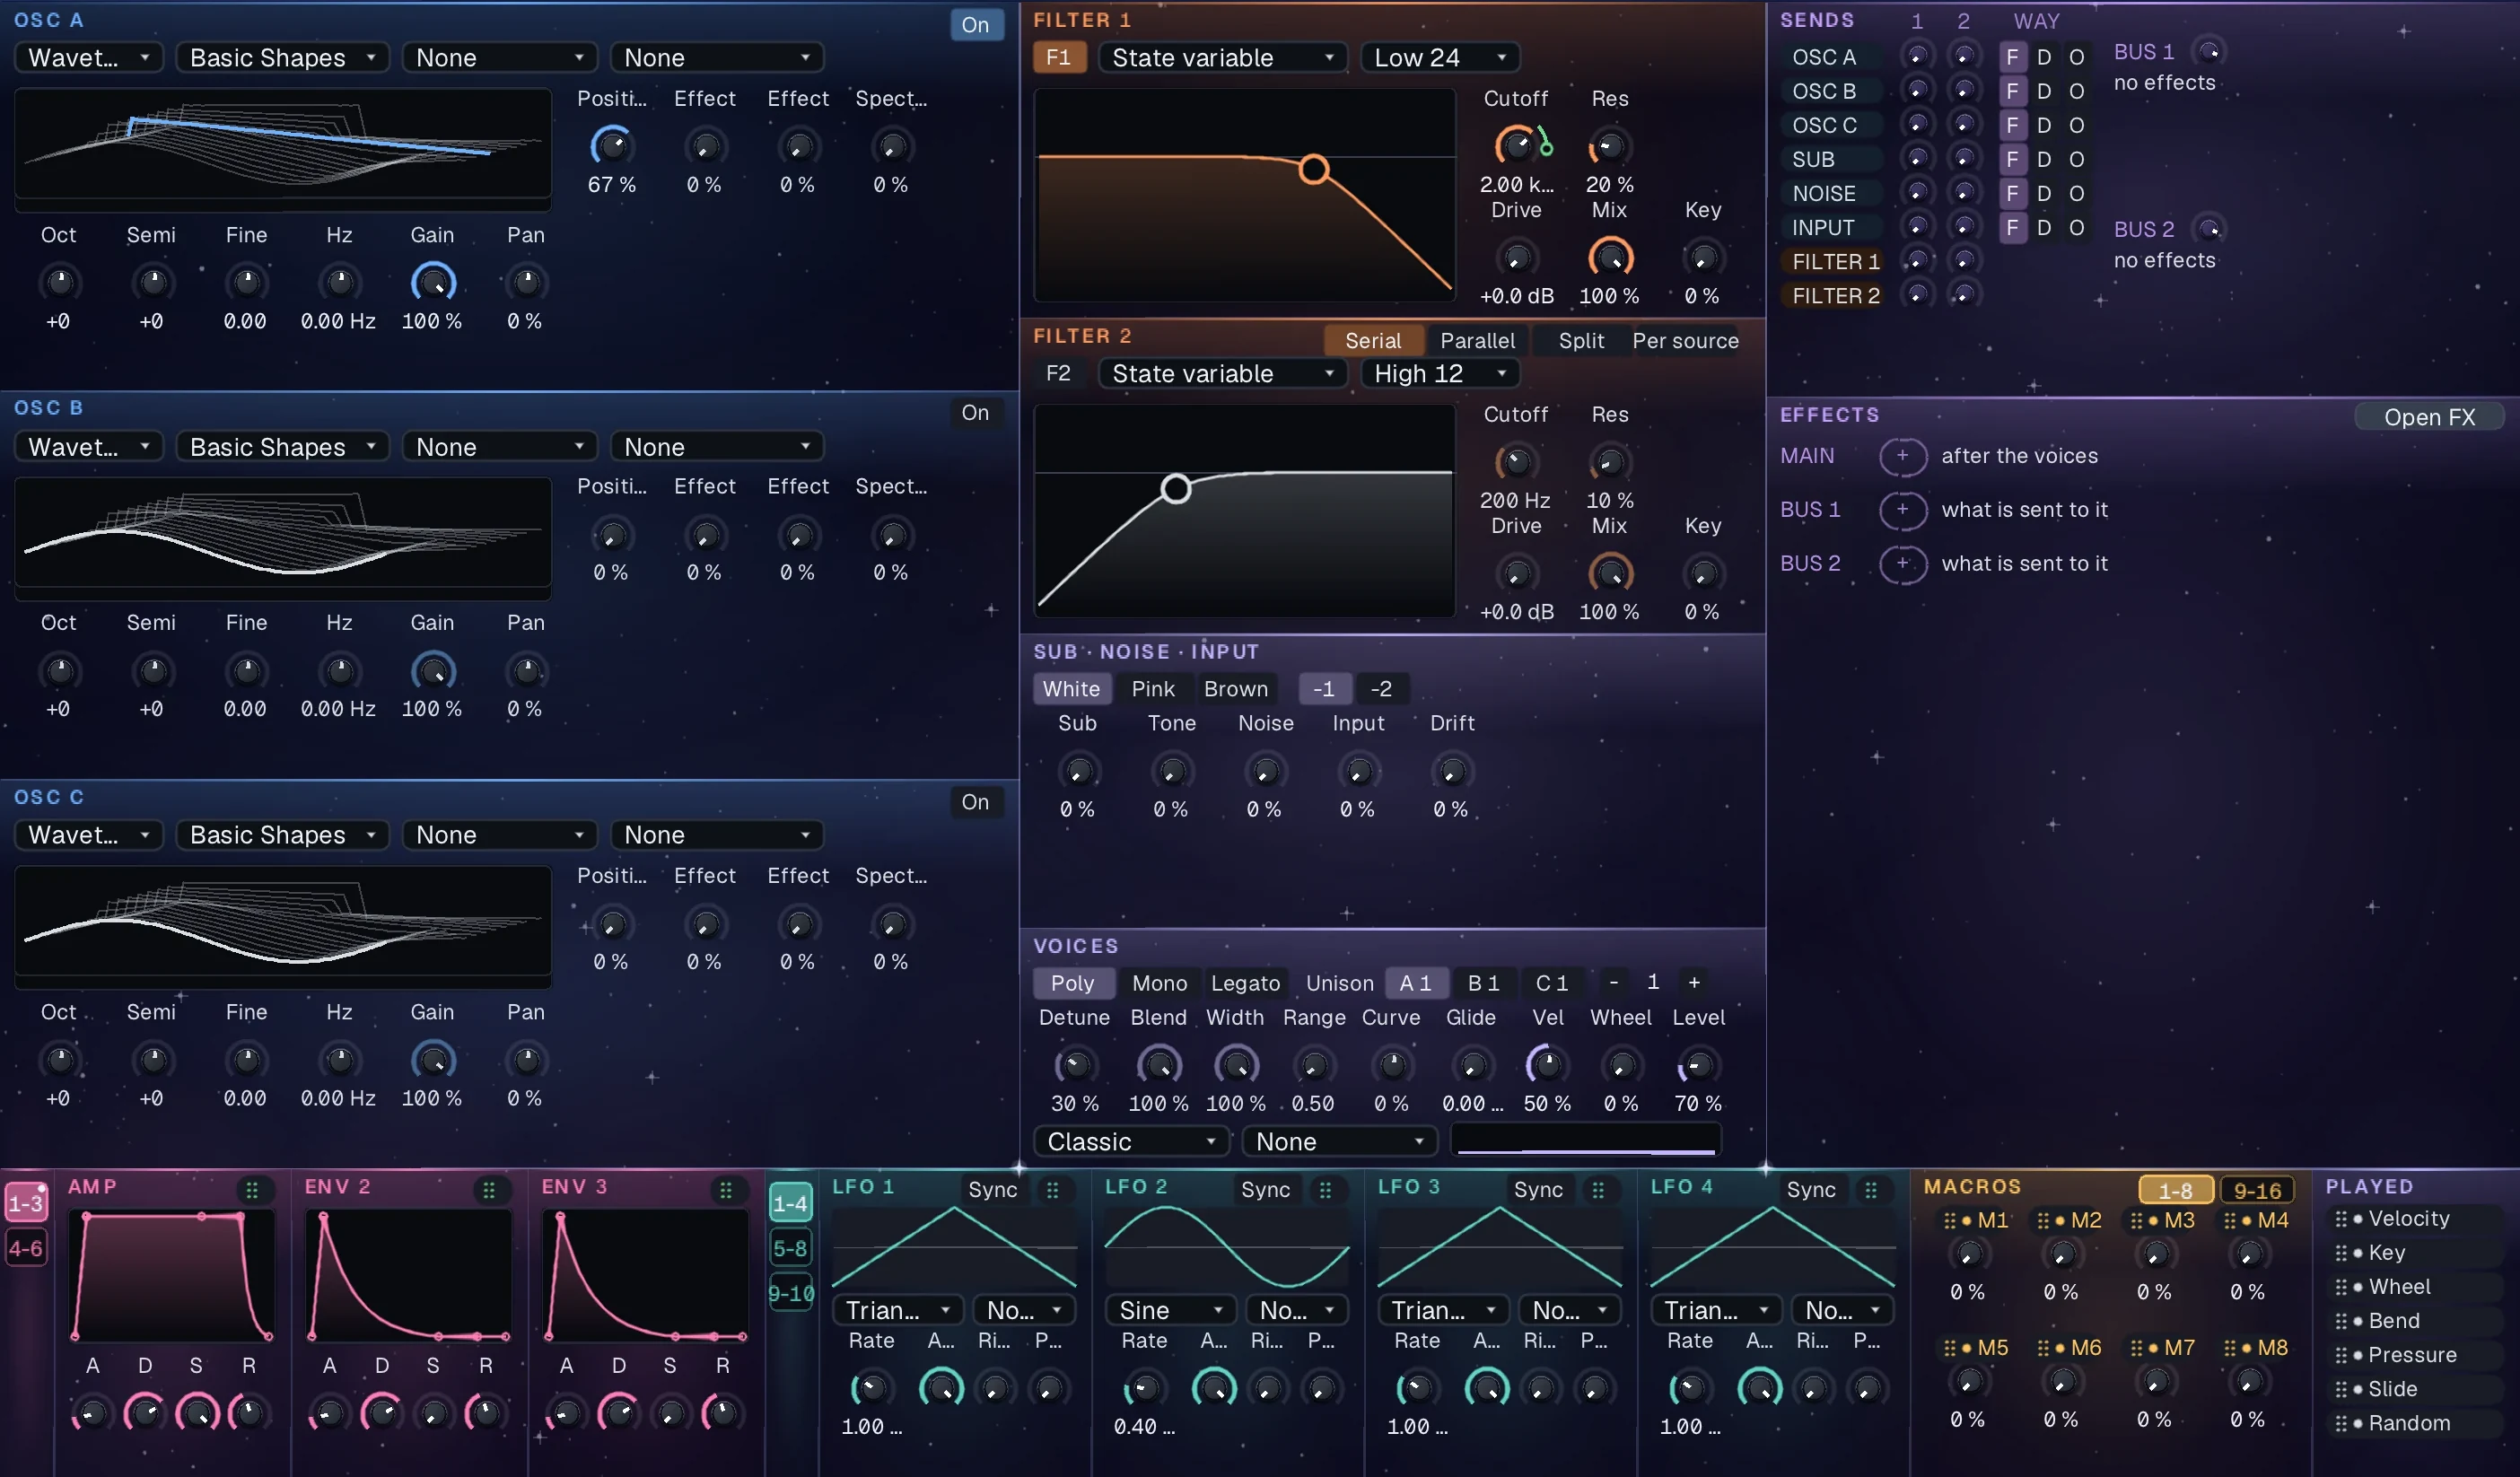 OSC A On
Wavet... Basic Shapes None None
Positi... Effect Effect Spect...
67 % 0 % 0 % 0 %
Oct Semi Fine Hz Gain Pan
+0 +0 0.00 0.00 Hz 100 % 0 %
OSC B On
Wavet... Basic Shapes None None
Positi... Effect Effect Spect...
0 % 0 % 0 % 0 %
Oct Semi Fine Hz Gain Pan
+0 +0 0.00 0.00 Hz 100 % 0 %
OSC C On
Wavet... Basic Shapes None None
Positi... Effect Effect Spect...
0 % 0 % 0 % 0 %
Oct Semi Fine Hz Gain Pan
+0 +0 0.00 0.00 Hz 100 % 0 %
FILTER 1
F1 State variable Low 24
Cutoff Res
2.00 k... 20 %
Drive Mix Key
+0.0 dB 100 % 0 %
FILTER 2 Serial Parallel Split Per source
F2 State variable High 12
Cutoff Res
200 Hz 10 %
Drive Mix Key
+0.0 dB 100 % 0 %
SUB · NOISE · INPUT
White Pink Brown -1 -2
Sub Tone Noise Input Drift
0 % 0 % 0 % 0 % 0 %
VOICES
Poly Mono Legato Unison A 1 B 1 C 1 - 1 +
Detune Blend Width Range Curve Glide Vel Wheel Level
30 % 100 % 100 % 0.50 0 % 0.00 ... 50 % 0 % 70 %
Classic None
SENDS 1 2 WAY
OSC A F D O
OSC B F D O
OSC C F D O
SUB F D O
NOISE F D O
INPUT F D O
FILTER 1
FILTER 2
BUS 1
no effects
BUS 2
no effects
EFFECTS Open FX
MAIN + after the voices
BUS 1 + what is sent to it
BUS 2 + what is sent to it
1-3
4-6
AMP
A D S R
ENV 2
A D S R
ENV 3
A D S R
1-4
5-8
9-10
LFO 1 Sync
Trian... No...
Rate A... Ri... P...
1.00 ...
LFO 2 Sync
Sine No...
Rate A... Ri... P...
0.40 ...
LFO 3 Sync
Trian... No...
Rate A... Ri... P...
1.00 ...
LFO 4 Sync
Trian... No...
Rate A... Ri... P...
1.00 ...
MACROS 1-8 9-16
M1 M2 M3 M4
0 % 0 % 0 % 0 %
M5 M6 M7 M8
0 % 0 % 0 % 0 %
PLAYED
Velocity
Key
Wheel
Bend
Pressure
Slide
Random